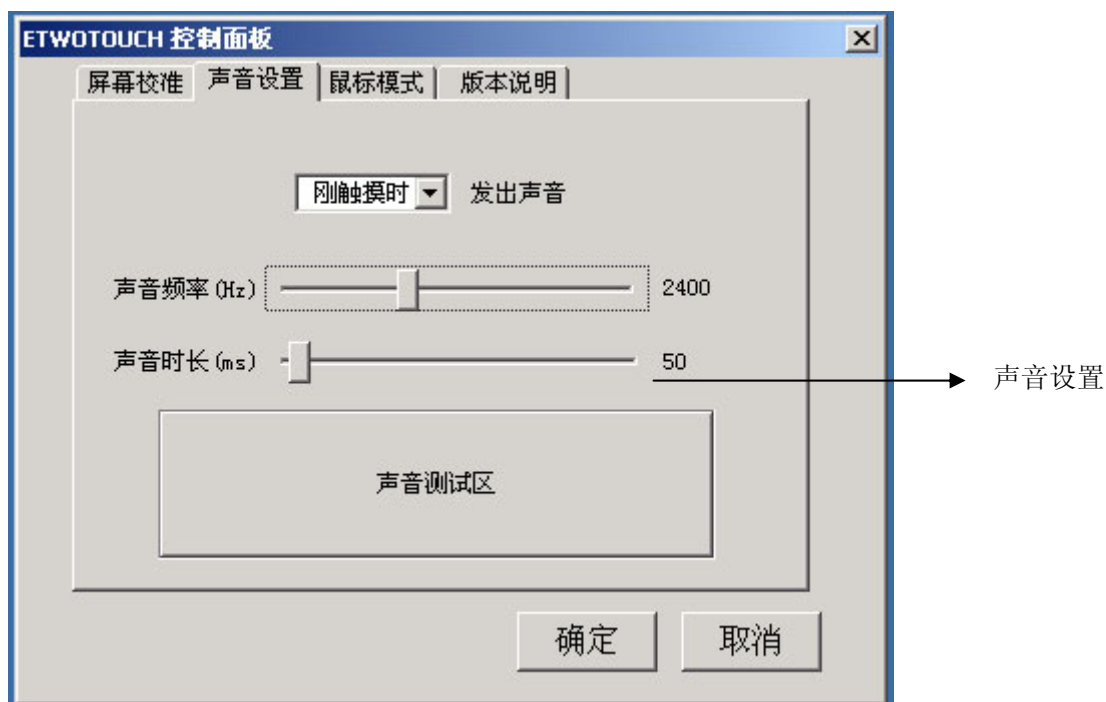 ETWOTOUCH 控制面板
屏幕校准 声音设置 鼠标模式 版本说明
刚触摸时 发出声音
声音频率(Hz) 2400
声音时长(ms) 50
声音设置
声音测试区
确定 取消